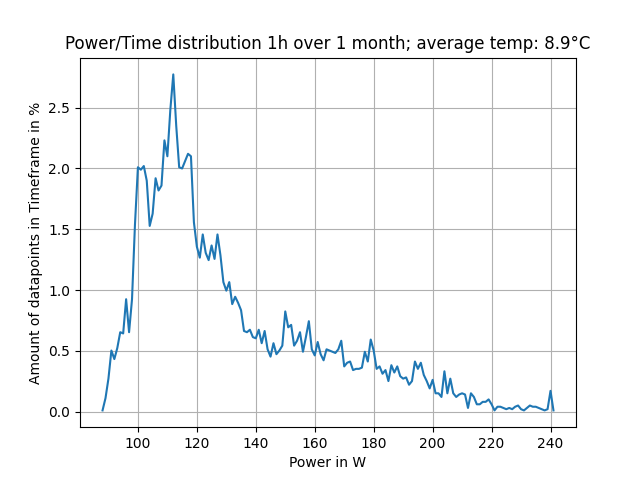 Power/Time distribution 1h over 1 month; average temp: 8.9°C
Amount of datapoints in Timeframe in %
2.5
2.0
1.5
1.0
0.5
0.0
100 120 140 160 180 200 220 240
Power in W